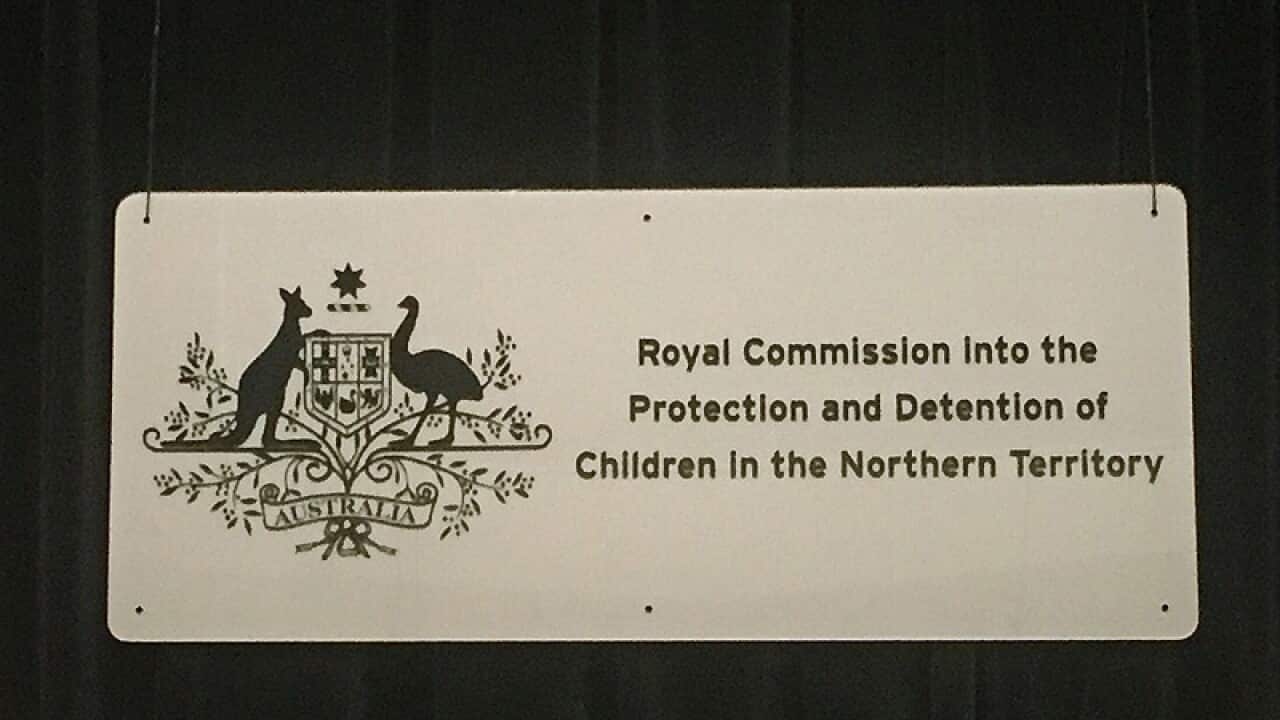 AUSTRALIA
Royal Commission into the
Protection and Detention of
Children in the Northern Territory